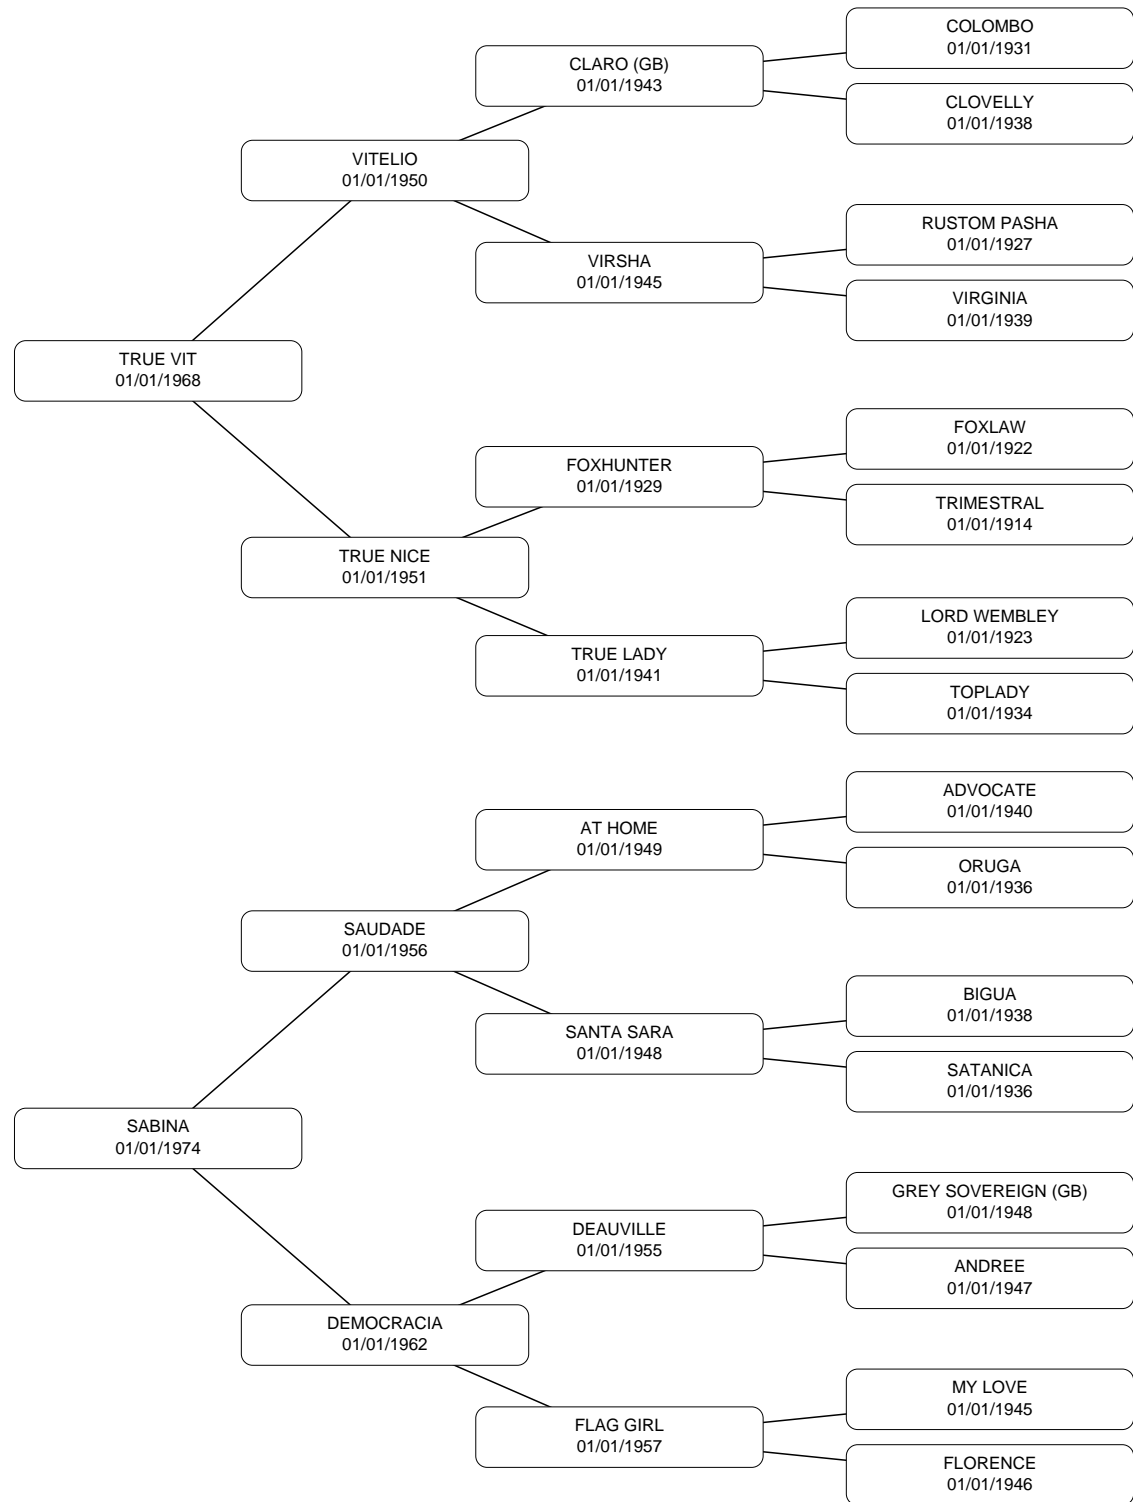 COLOMBO
01/01/1931
CLARO (GB)
01/01/1943
CLOVELLY
01/01/1938
VITELIO
01/01/1950
RUSTOM PASHA
01/01/1927
VIRSHA
01/01/1945
VIRGINIA
01/01/1939
TRUE VIT
01/01/1968
FOXLAW
01/01/1922
FOXHUNTER
01/01/1929
TRIMESTRAL
01/01/1914
TRUE NICE
01/01/1951
LORD WEMBLEY
01/01/1923
TRUE LADY
01/01/1941
TOPLADY
01/01/1934
ADVOCATE
01/01/1940
AT HOME
01/01/1949
ORUGA
01/01/1936
SAUDADE
01/01/1956
BIGUA
01/01/1938
SANTA SARA
01/01/1948
SATANICA
01/01/1936
SABINA
01/01/1974
GREY SOVEREIGN (GB)
01/01/1948
DEAUVILLE
01/01/1955
ANDREE
01/01/1947
DEMOCRACIA
01/01/1962
MY LOVE
01/01/1945
FLAG GIRL
01/01/1957
FLORENCE
01/01/1946